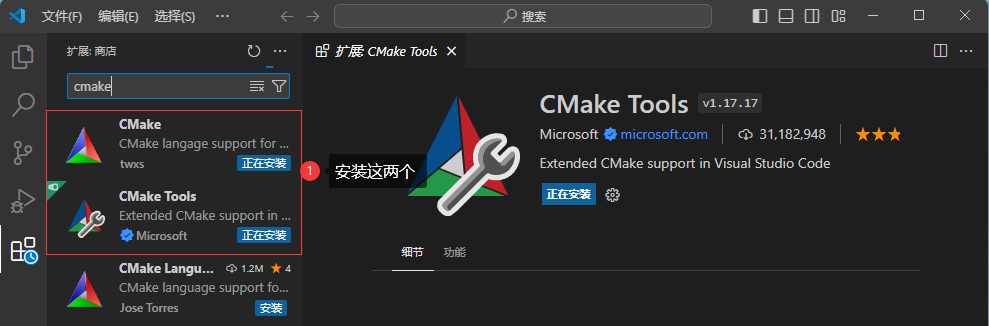 文件(F) 编辑(E) 选择(S) ··· 搜索
扩展: 商店 ···
扩展: CMake Tools
cmake
CMake
CMake langage support for ...
twxs
正在安装
CMake Tools
Extended CMake support in ...
Microsoft
正在安装
CMake Langu... 1.2M 4
CMake language support fo...
Jose Torres
安装
1 安装这两个
CMake Tools v1.17.17
Microsoft microsoft.com 31,182,948
Extended CMake support in Visual Studio Code
正在安装
细节 功能